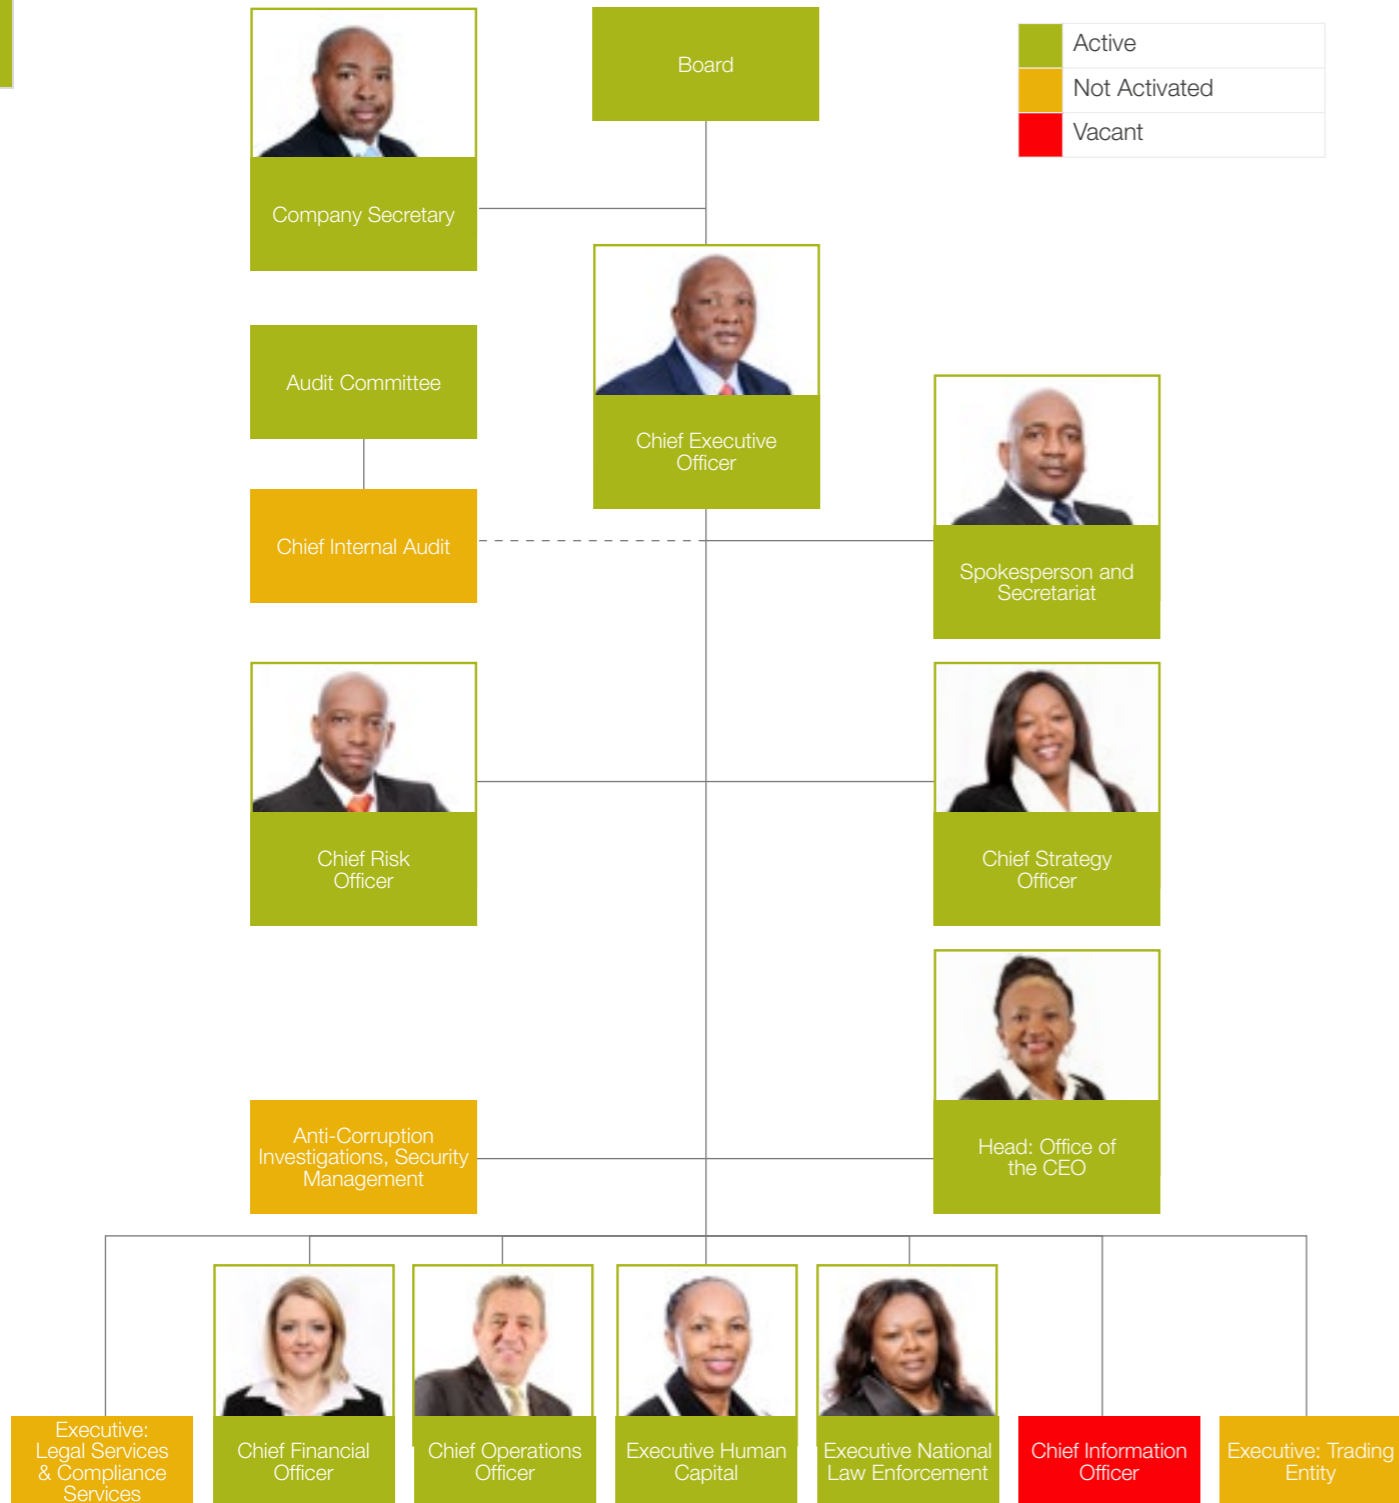 Board
Active
Not Activated
Vacant
Company Secretary
Audit Committee
Chief Executive
Officer
Chief Internal Audit
Spokesperson and
Secretariat
Chief Risk
Officer
Chief Strategy
Officer
Anti-Corruption
Investigations, Security
Management
Head: Office of
the CEO
Executive:
Legal Services
& Compliance
Services
Chief Financial
Officer
Chief Operations
Officer
Executive Human
Capital
Executive National
Law Enforcement
Chief Information
Officer
Executive: Trading
Entity